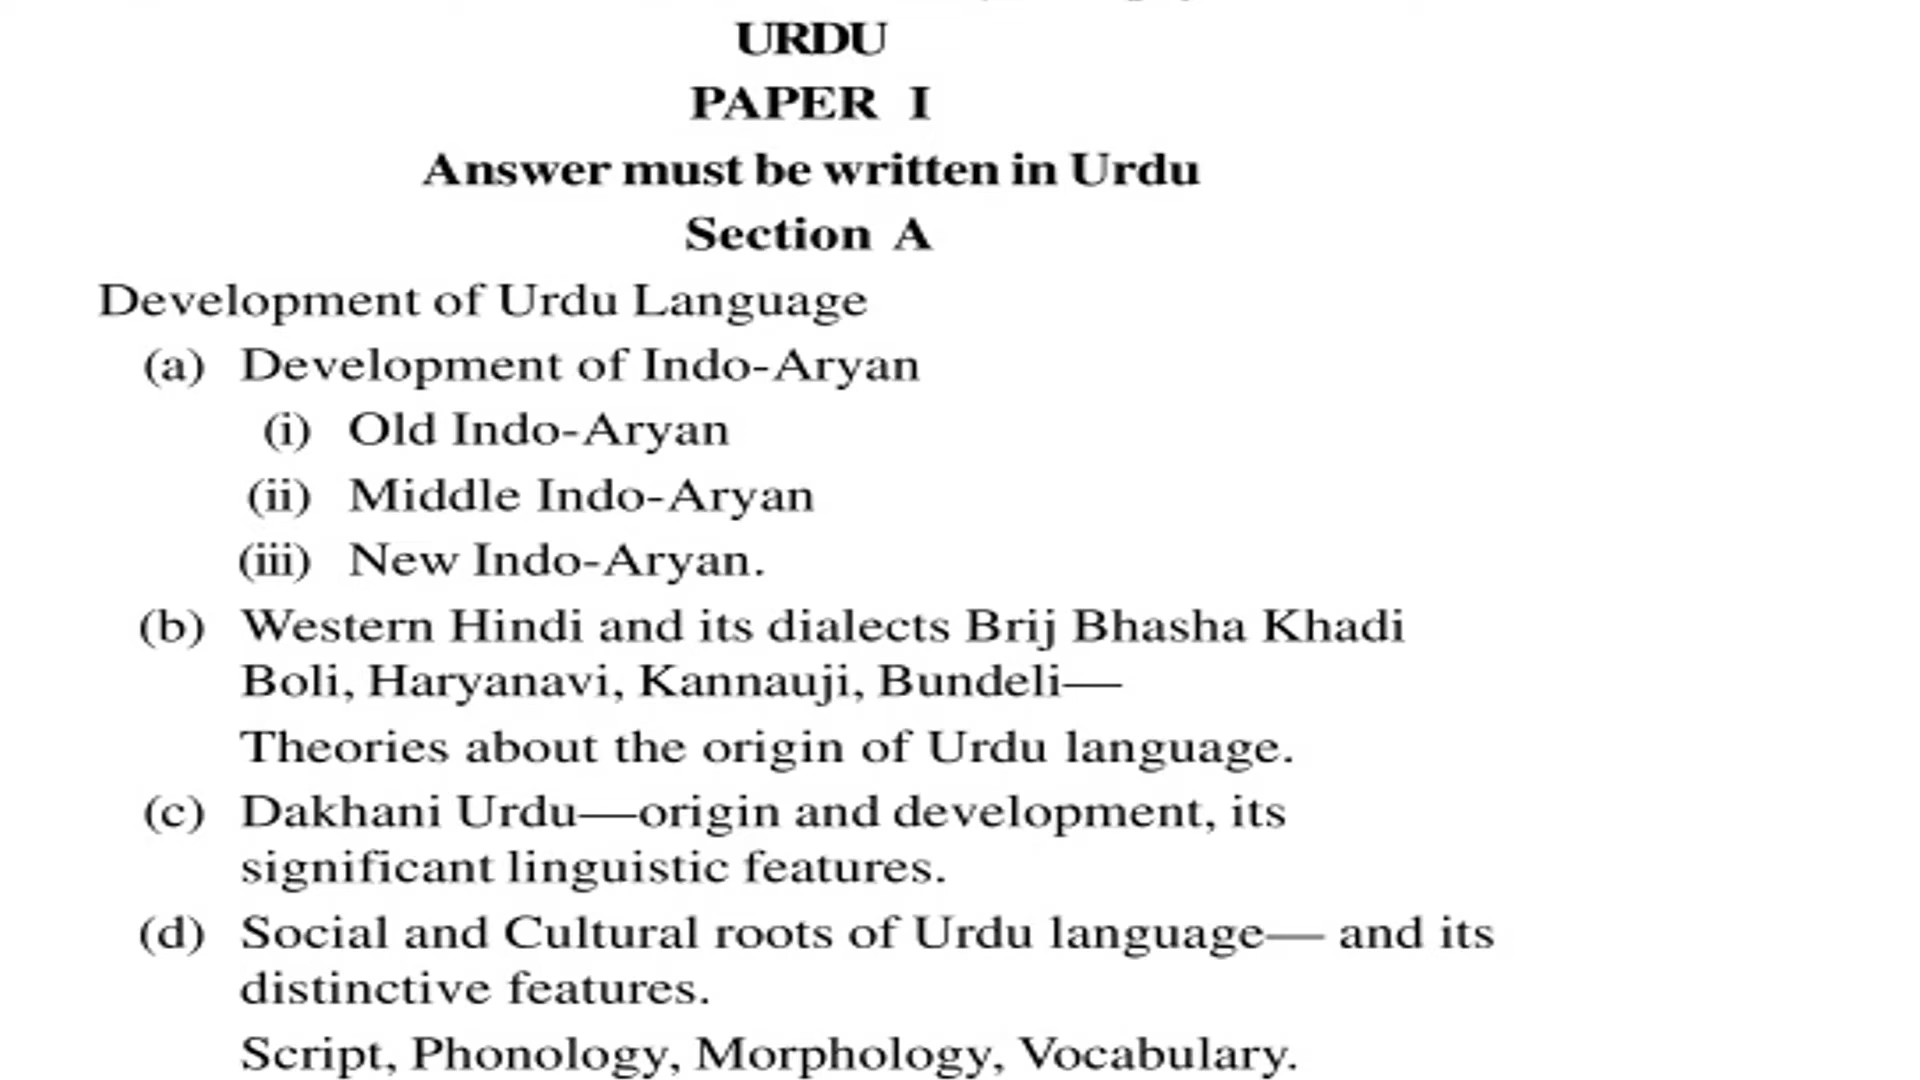 URDU
PAPER I
Answer must be written in Urdu
Section A
Development of Urdu Language
(a) Development of Indo-Aryan
(i) Old Indo-Aryan
(ii) Middle Indo-Aryan
(iii) New Indo-Aryan.
(b) Western Hindi and its dialects Brij Bhasha Khadi
Boli, Haryanavi, Kannauji, Bundeli—
Theories about the origin of Urdu language.
(c) Dakhani Urdu—origin and development, its
significant linguistic features.
(d) Social and Cultural roots of Urdu language— and its
distinctive features.
Script, Phonology, Morphology, Vocabulary.